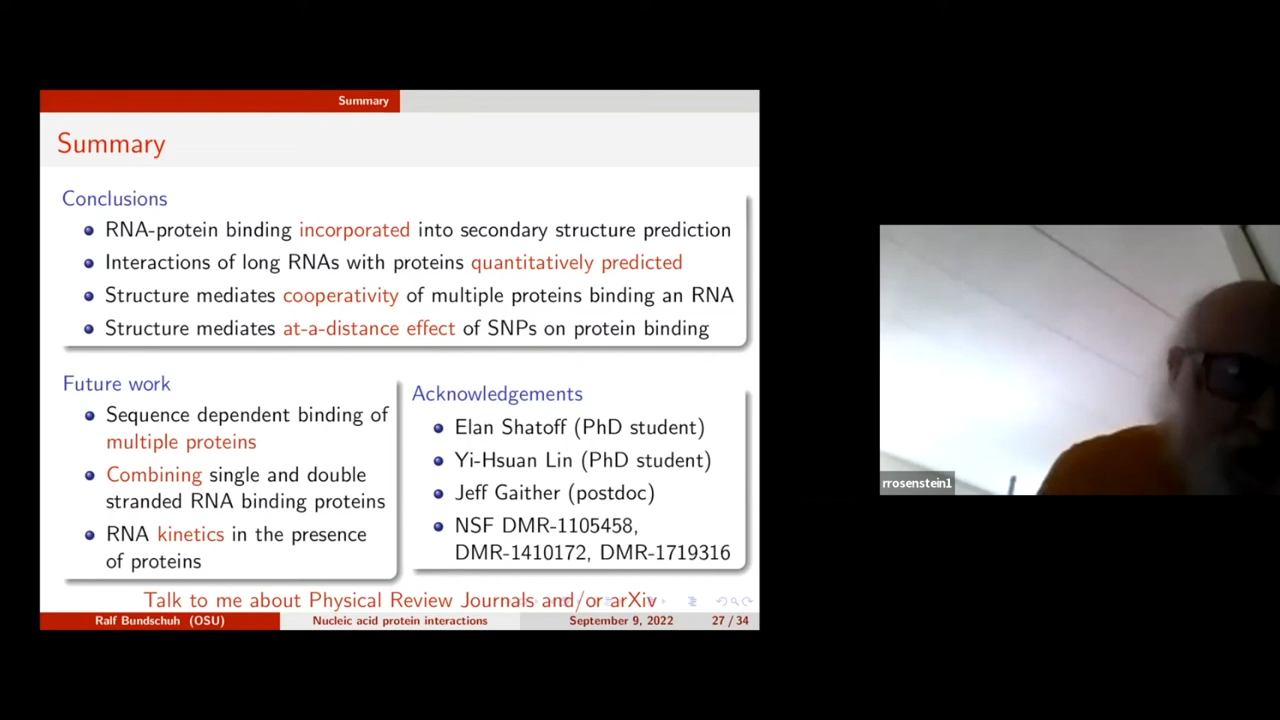 Summary
Summary
Conclusions
RNA-protein binding incorporated into secondary structure prediction
Interactions of long RNAs with proteins quantitatively predicted
Structure mediates cooperativity of multiple proteins binding an RNA
Structure mediates at-a-distance effect of SNPs on protein binding
Future work
Sequence dependent binding of
multiple proteins
Combining single and double
stranded RNA binding proteins
RNA kinetics in the presence
of proteins
Acknowledgements
Elan Shatoff (PhD student)
Yi-Hsuan Lin (PhD student)
Jeff Gaither (postdoc)
NSF DMR-1105458,
DMR-1410172, DMR-1719316
Talk to me about Physical Review Journals and/or arXiv
Ralf Bundschuh (OSU) Nucleic acid protein interactions September 9, 2022 27 / 34
rrosenstein1